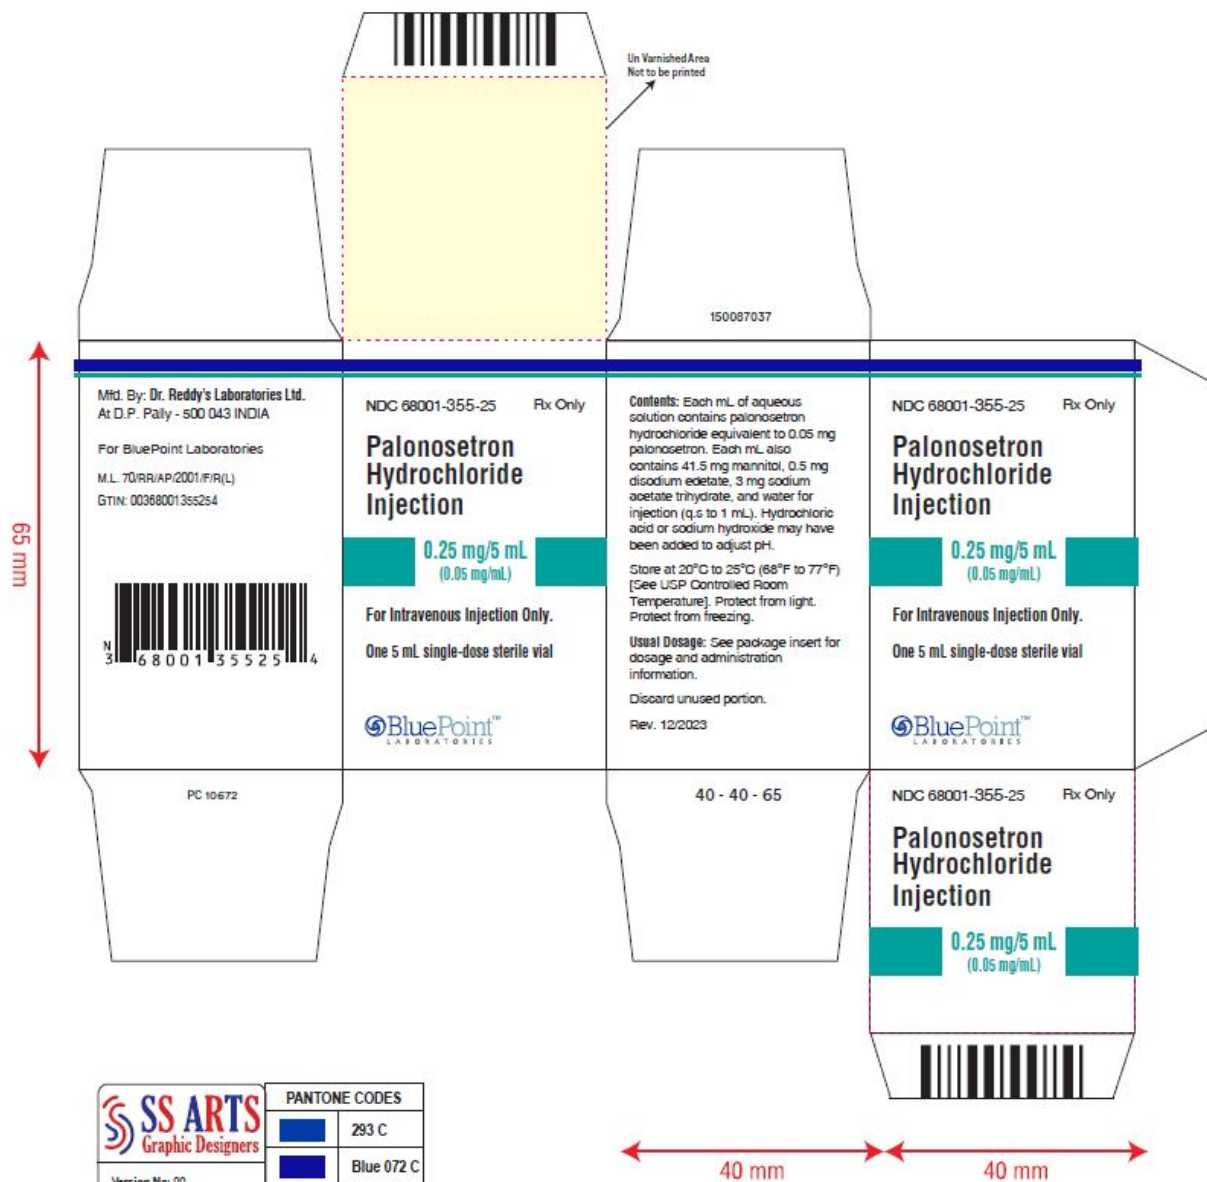 Un Varnished Area
Not to be printed
150087037
65 mm
Mfd. By: Dr. Reddy's Laboratories Ltd.
At D.P. Pally - 500 043 INDIA
For BluePoint Laboratories
M.L. 70/RR/AP/2001/F/R(L)
GTIN: 00368001355254
N
3 68001 35525 4
NDC 68001-355-25 Rx Only
Palonosetron
Hydrochloride
Injection
0.25 mg/5 mL
(0.05 mg/mL)
For Intravenous Injection Only.
One 5 mL single-dose sterile vial
BluePoint™
LABORATORIES
Contents: Each mL of aqueous
solution contains palonosetron
hydrochloride equivalent to 0.05 mg
palonosetron. Each mL also
contains 41.5 mg mannitol, 0.5 mg
disodium edetate, 3 mg sodium
acetate trihydrate, and water for
injection (q.s to 1 mL). Hydrochloric
acid or sodium hydroxide may have
been added to adjust pH.
Store at 20°C to 25°C (68°F to 77°F)
[See USP Controlled Room
Temperature]. Protect from light.
Protect from freezing.
Usual Dosage: See package insert for
dosage and administration
information.
Discard unused portion.
Rev. 12/2023
NDC 68001-355-25 Rx Only
Palonosetron
Hydrochloride
Injection
0.25 mg/5 mL
(0.05 mg/mL)
For Intravenous Injection Only.
One 5 mL single-dose sterile vial
BluePoint™
LABORATORIES
PC 10672
40 - 40 - 65
NDC 68001-355-25 Rx Only
Palonosetron
Hydrochloride
Injection
0.25 mg/5 mL
(0.05 mg/mL)
SS ARTS
Graphic Designers
Version No: 00
PANTONE CODES
293 C
Blue 072 C
40 mm
40 mm